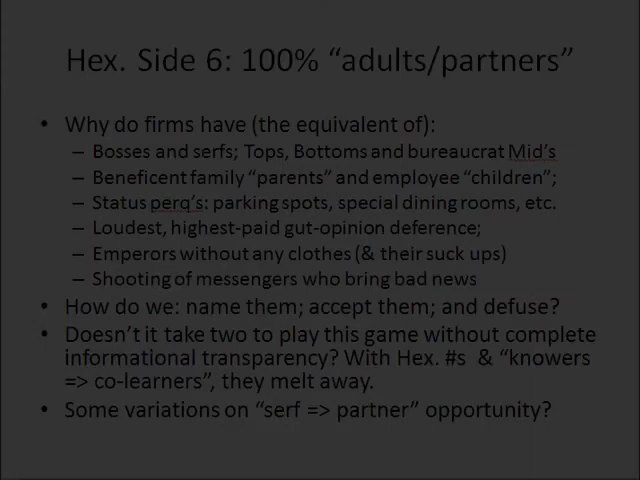 Hex. Side 6: 100% “adults/partners”
• Why do firms have (the equivalent of):
– Bosses and serfs; Tops, Bottoms and bureaucrat Mid’s
– Beneficent family “parents” and employee “children”;
– Status perq’s: parking spots, special dining rooms, etc.
– Loudest, highest-paid gut-opinion deference;
– Emperors without any clothes (& their suck ups)
– Shooting of messengers who bring bad news
• How do we: name them; accept them; and defuse?
• Doesn’t it take two to play this game without complete
informational transparency? With Hex. #s & “knowers
=> co-learners”, they melt away.
• Some variations on “serf => partner” opportunity?